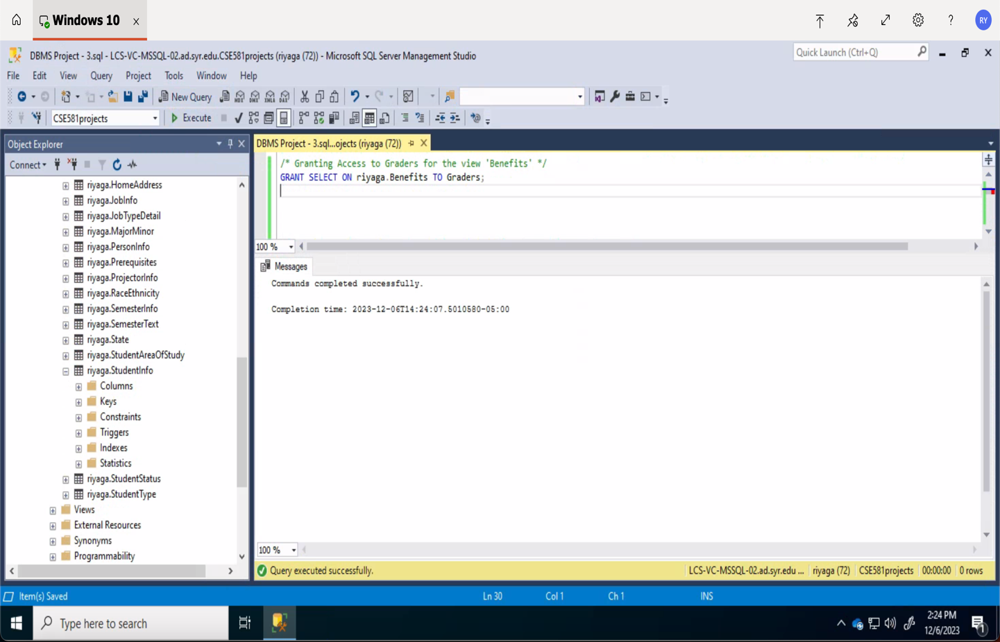 Windows 10
RY
DBMS Project - 3.sql - LCS-VC-MSSQL-02.ad.syr.edu.CSE581projects (riyaga (72)) - Microsoft SQL Server Management Studio
Quick Launch (Ctrl+Q)
File Edit View Query Project Tools Window Help
New Query
MDX DMX XMLA DAX
CSE581projects
Execute
Object Explorer
DBMS Project - 3.sql...ojects (riyaga (72))
Connect
riyaga.HomeAddress
riyaga.JobInfo
riyaga.JobTypeDetail
riyaga.MajorMinor
riyaga.PersonInfo
riyaga.Prerequisites
riyaga.ProjectorInfo
riyaga.RaceEthnicity
riyaga.SemesterInfo
riyaga.SemesterText
riyaga.State
riyaga.StudentAreaOfStudy
riyaga.StudentInfo
Columns
Keys
Constraints
Triggers
Indexes
Statistics
riyaga.StudentStatus
riyaga.StudentType
Views
External Resources
Synonyms
Programmability
/* Granting Access to Graders for the view 'Benefits' */
GRANT SELECT ON riyaga.Benefits TO Graders;
100 %
Messages
Commands completed successfully.
Completion time: 2023-12-06T14:24:07.5010580-05:00
100 %
Query executed successfully.
LCS-VC-MSSQL-02.ad.syr.edu ... riyaga (72) CSE581projects 00:00:00 0 rows
Item(s) Saved
Ln 30 Col 1 Ch 1 INS
Type here to search
2:24 PM
12/6/2023
1